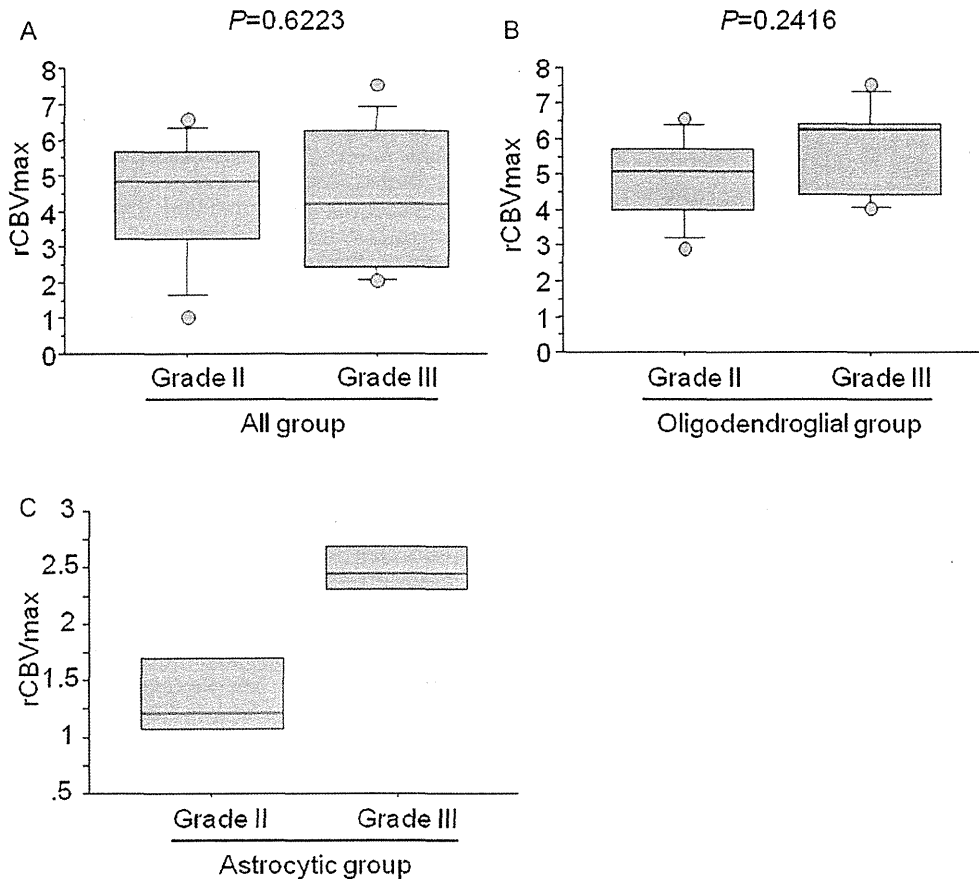 A
P=0.6223
8
7
6
5
4
3
2
1
0
rCBVmax
Grade II
Grade III
All group
B
P=0.2416
8
7
6
5
4
3
2
1
0
rCBVmax
Grade II
Grade III
Oligodendroglial group
C
3
2.5
2
1.5
1
.5
rCBVmax
Grade II
Grade III
Astrocytic group